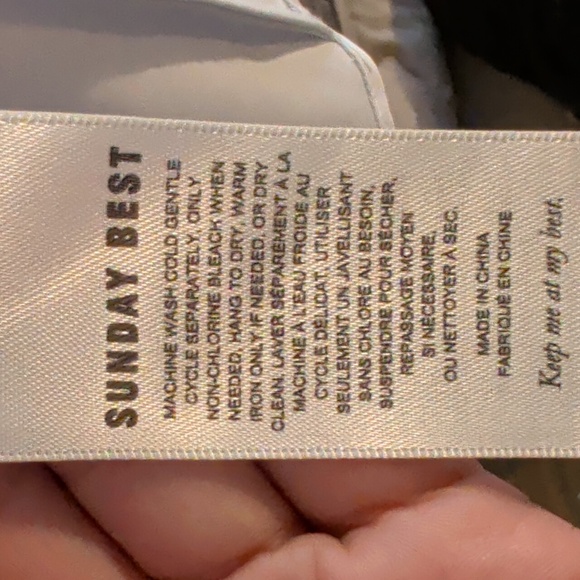 SUNDAY BEST
MACHINE WASH COLD GENTLE
CYCLE SEPARATELY. ONLY
NON-CHLORINE BLEACH WHEN
NEEDED, HANG TO DRY, WARM
IRON ONLY IF NEEDED. OR DRY
CLEAN. LAVER SÉPAREMENT À LA
MACHINE À L'EAU FROIDE AU
CYCLE DÉLICAT, UTILISER
SEULEMENT UN JAVELLISANT
SANS CHLORE AU BESOIN,
SUSPENDRE POUR SÉCHER,
REPASSAGE MOYEN
SI NÉCESSAIRE,
OU NETTOYER À SEC.
MADE IN CHINA
FABRIQUÉ EN CHINE
Keep me at my best.